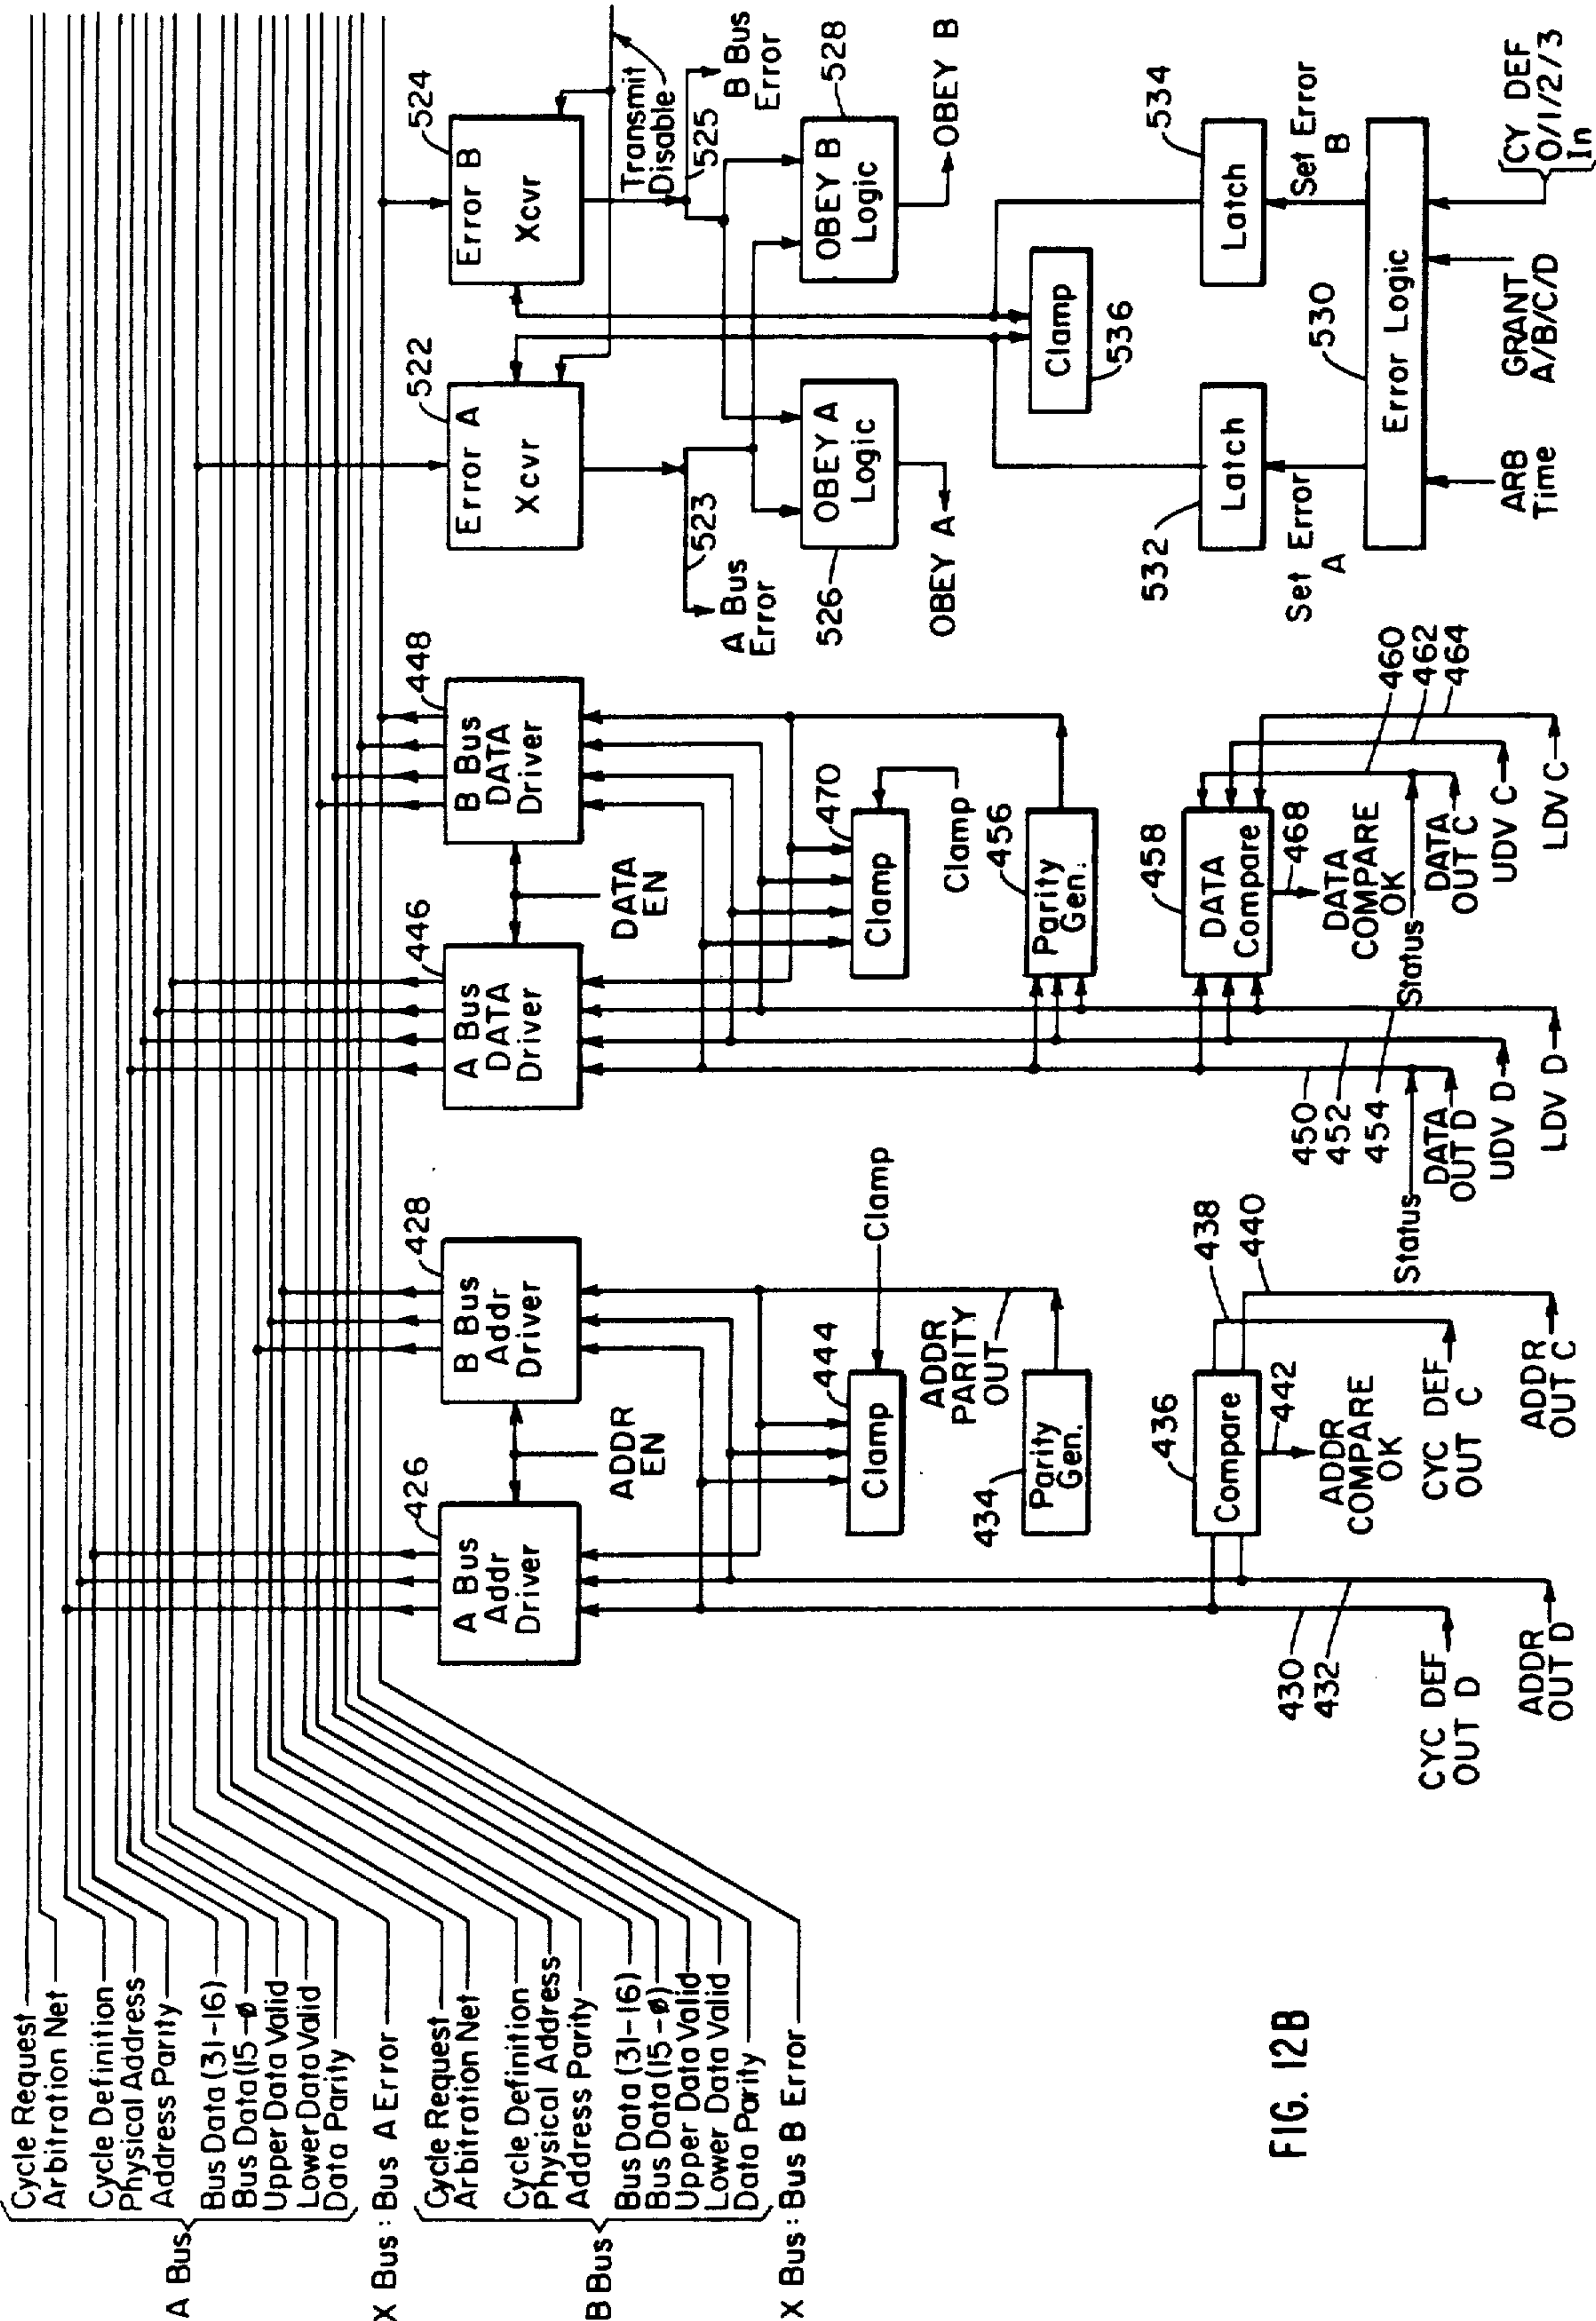 Cycle Request
Arbitration Net
Cycle Definition
Physical Address
Address Parity
Bus Data (31-16)
Bus Data (15-ø)
Upper Data Valid
Lower Data Valid
Data Parity
A Bus
X Bus: Bus A Error
Cycle Request
Arbitration Net
Cycle Definition
Physical Address
Address Parity
Bus Data (31-16)
Bus Data (15-ø)
Upper Data Valid
Lower Data Valid
Data Parity
B Bus
X Bus: Bus B Error
426
A Bus
Addr
Driver
428
B Bus
Addr
Driver
ADDR
EN
444
Clamp
Clamp
ADDR
PARITY
OUT
434
Parity
Gen.
436
Compare
438
440
442
ADDR
COMPARE
OK
430
432
CYC DEF
OUT D
ADDR
OUT D
CYC DEF
OUT C
ADDR
OUT C
446
A Bus
DATA
Driver
448
B Bus
DATA
Driver
DATA
EN
470
Clamp
Clamp
456
Parity
Gen.
458
DATA
Compare
460
462
464
468
DATA
COMPARE
OK
450
452
454
Status
DATA
OUT D
UDV D
LDV D
Status
DATA
OUT C
UDV C
LDV C
522
Error A
Xcvr
524
Error B
Xcvr
Transmit
Disable
523
A Bus
Error
525
B Bus
Error
526
OBEY A
Logic
OBEY A
528
OBEY B
Logic
OBEY B
Clamp
536
532
Latch
534
Latch
Set Error
A
Set Error
B
530
Error Logic
ARB
Time
GRANT
A/B/C/D
CY DEF
0/1/2/3
In
FIG. 12B